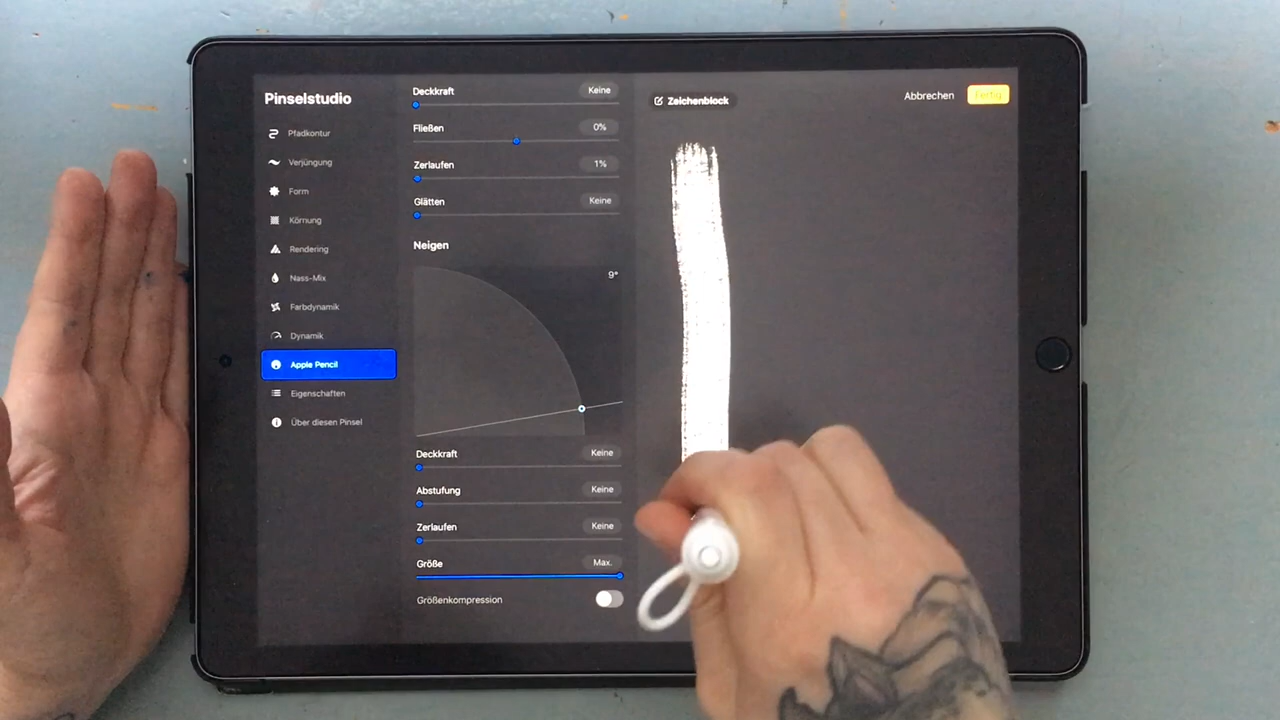 Pinselstudio
Pfadkontur
Verjüngung
Form
Körnung
Rendering
Nass-Mix
Farbdynamik
Dynamik
Apple Pencil
Eigenschaften
Über diesen Pinsel
Deckkraft Keine
Fließen 0%
Zerlaufen 1%
Glätten Keine
Neigen
9°
Deckkraft Keine
Abstufung Keine
Zerlaufen Keine
Größe Max.
Größenkompression
Zeichenblock
Abbrechen Fertig